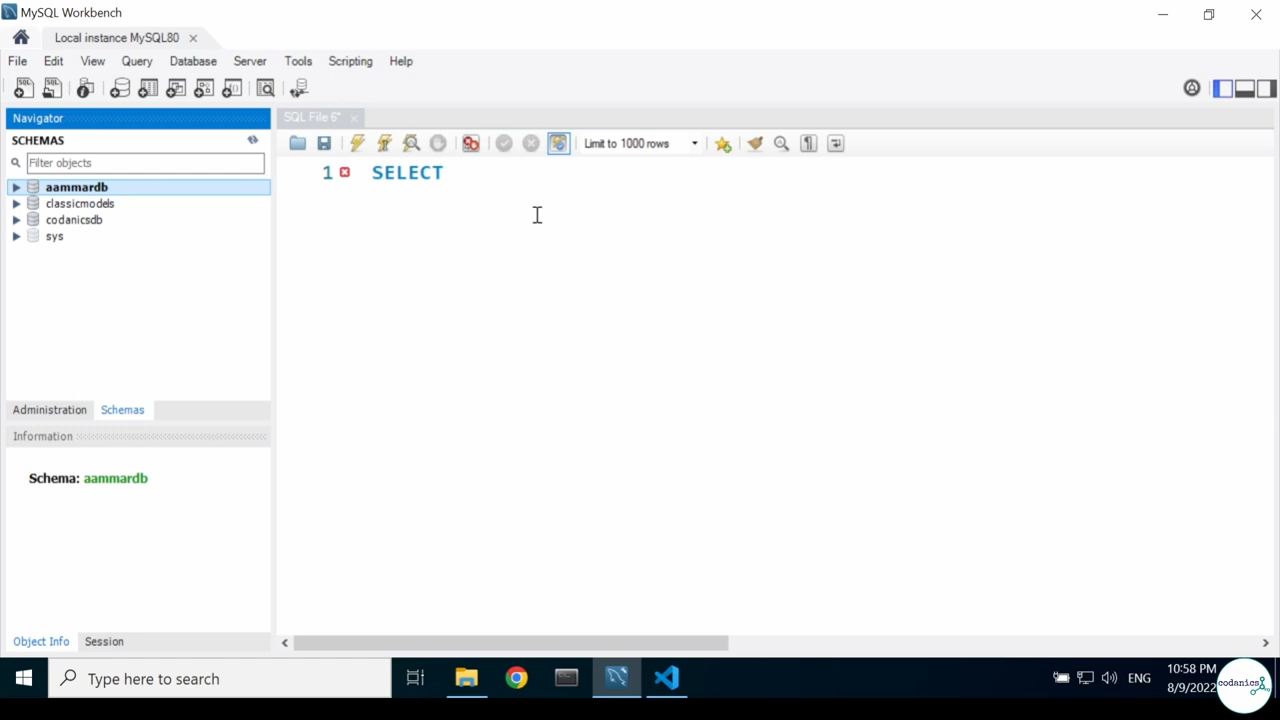 MySQL Workbench
Local instance MySQL80
File Edit View Query Database Server Tools Scripting Help
Navigator
SCHEMAS
Filter objects
aammardb
classicmodels
codanicsdb
sys
Administration Schemas
Information
Schema: aammardb
Object Info Session
SQL File 6*
Limit to 1000 rows
1 SELECT
Type here to search
ENG
10:58 PM
8/9/2022
codanics